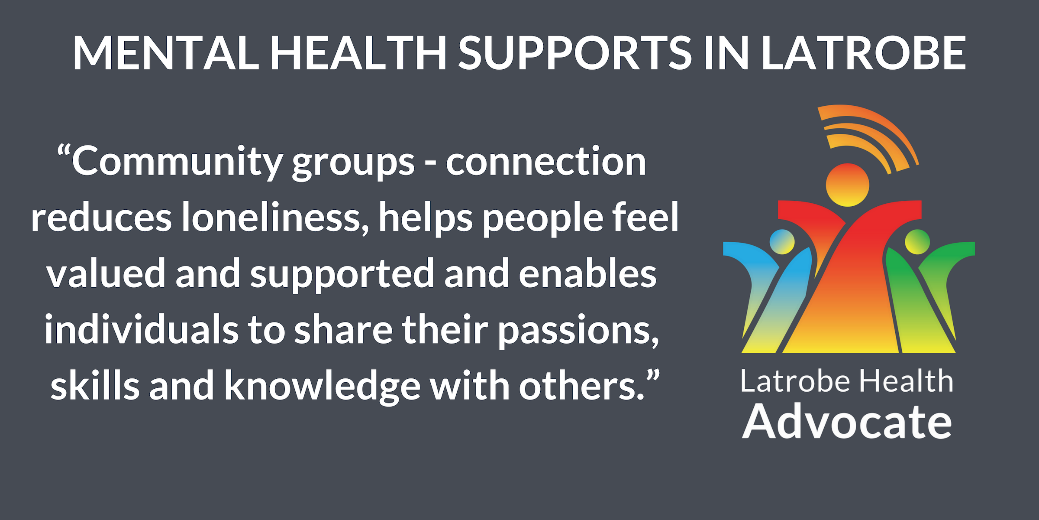 MENTAL HEALTH SUPPORTS IN LATROBE
“Community groups - connection
reduces loneliness, helps people feel
valued and supported and enables
individuals to share their passions,
skills and knowledge with others.”
Latrobe Health
Advocate